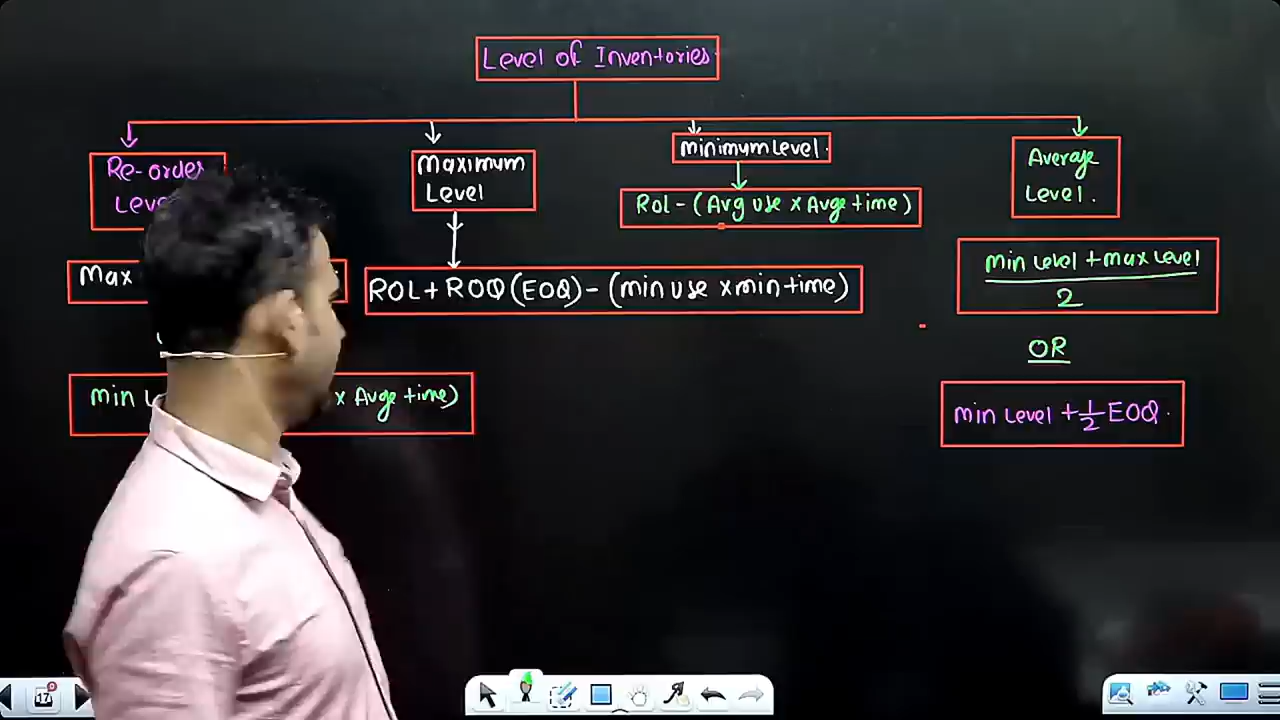 Level of Inventories
Re-order
Maximum
Level
minimum Level.
Rol - (Avg use x Avge time)
Average
Level.
Max
ROL + ROQ (EOQ) - (min use x min time)
min Level + max Level
2
OR
min
x Avge time)
min Level + 1/2 EOQ.
17